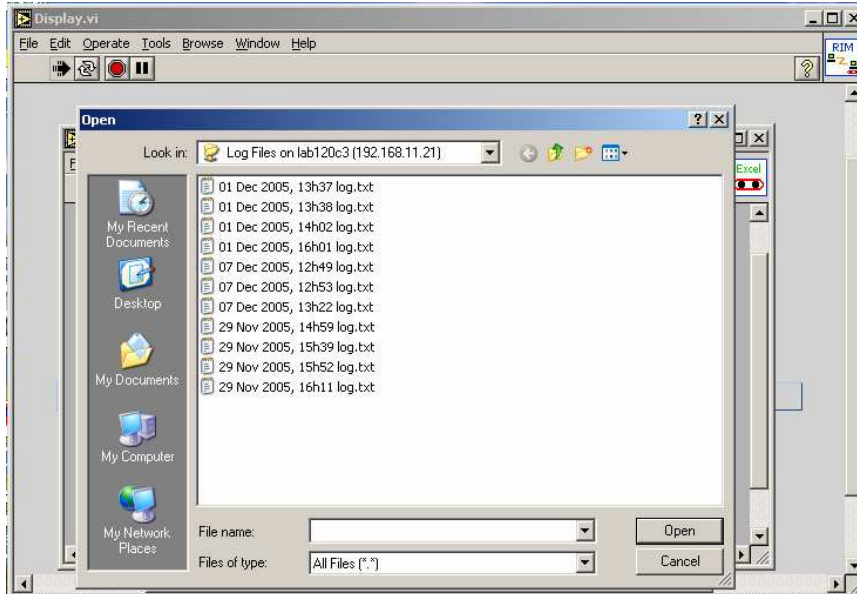 Display.vi
File Edit Operate Tools Browse Window Help
RIM
Open
Look in: Log Files on lab120c3 (192.168.11.21)
Excel
My Recent
Documents
Desktop
My Documents
My Computer
My Network
Places
01 Dec 2005, 13h37 log.txt
01 Dec 2005, 13h38 log.txt
01 Dec 2005, 14h02 log.txt
01 Dec 2005, 16h01 log.txt
07 Dec 2005, 12h49 log.txt
07 Dec 2005, 12h53 log.txt
07 Dec 2005, 13h22 log.txt
29 Nov 2005, 14h59 log.txt
29 Nov 2005, 15h39 log.txt
29 Nov 2005, 15h52 log.txt
29 Nov 2005, 16h11 log.txt
File name: Open
Files of type: All Files (*.*) Cancel